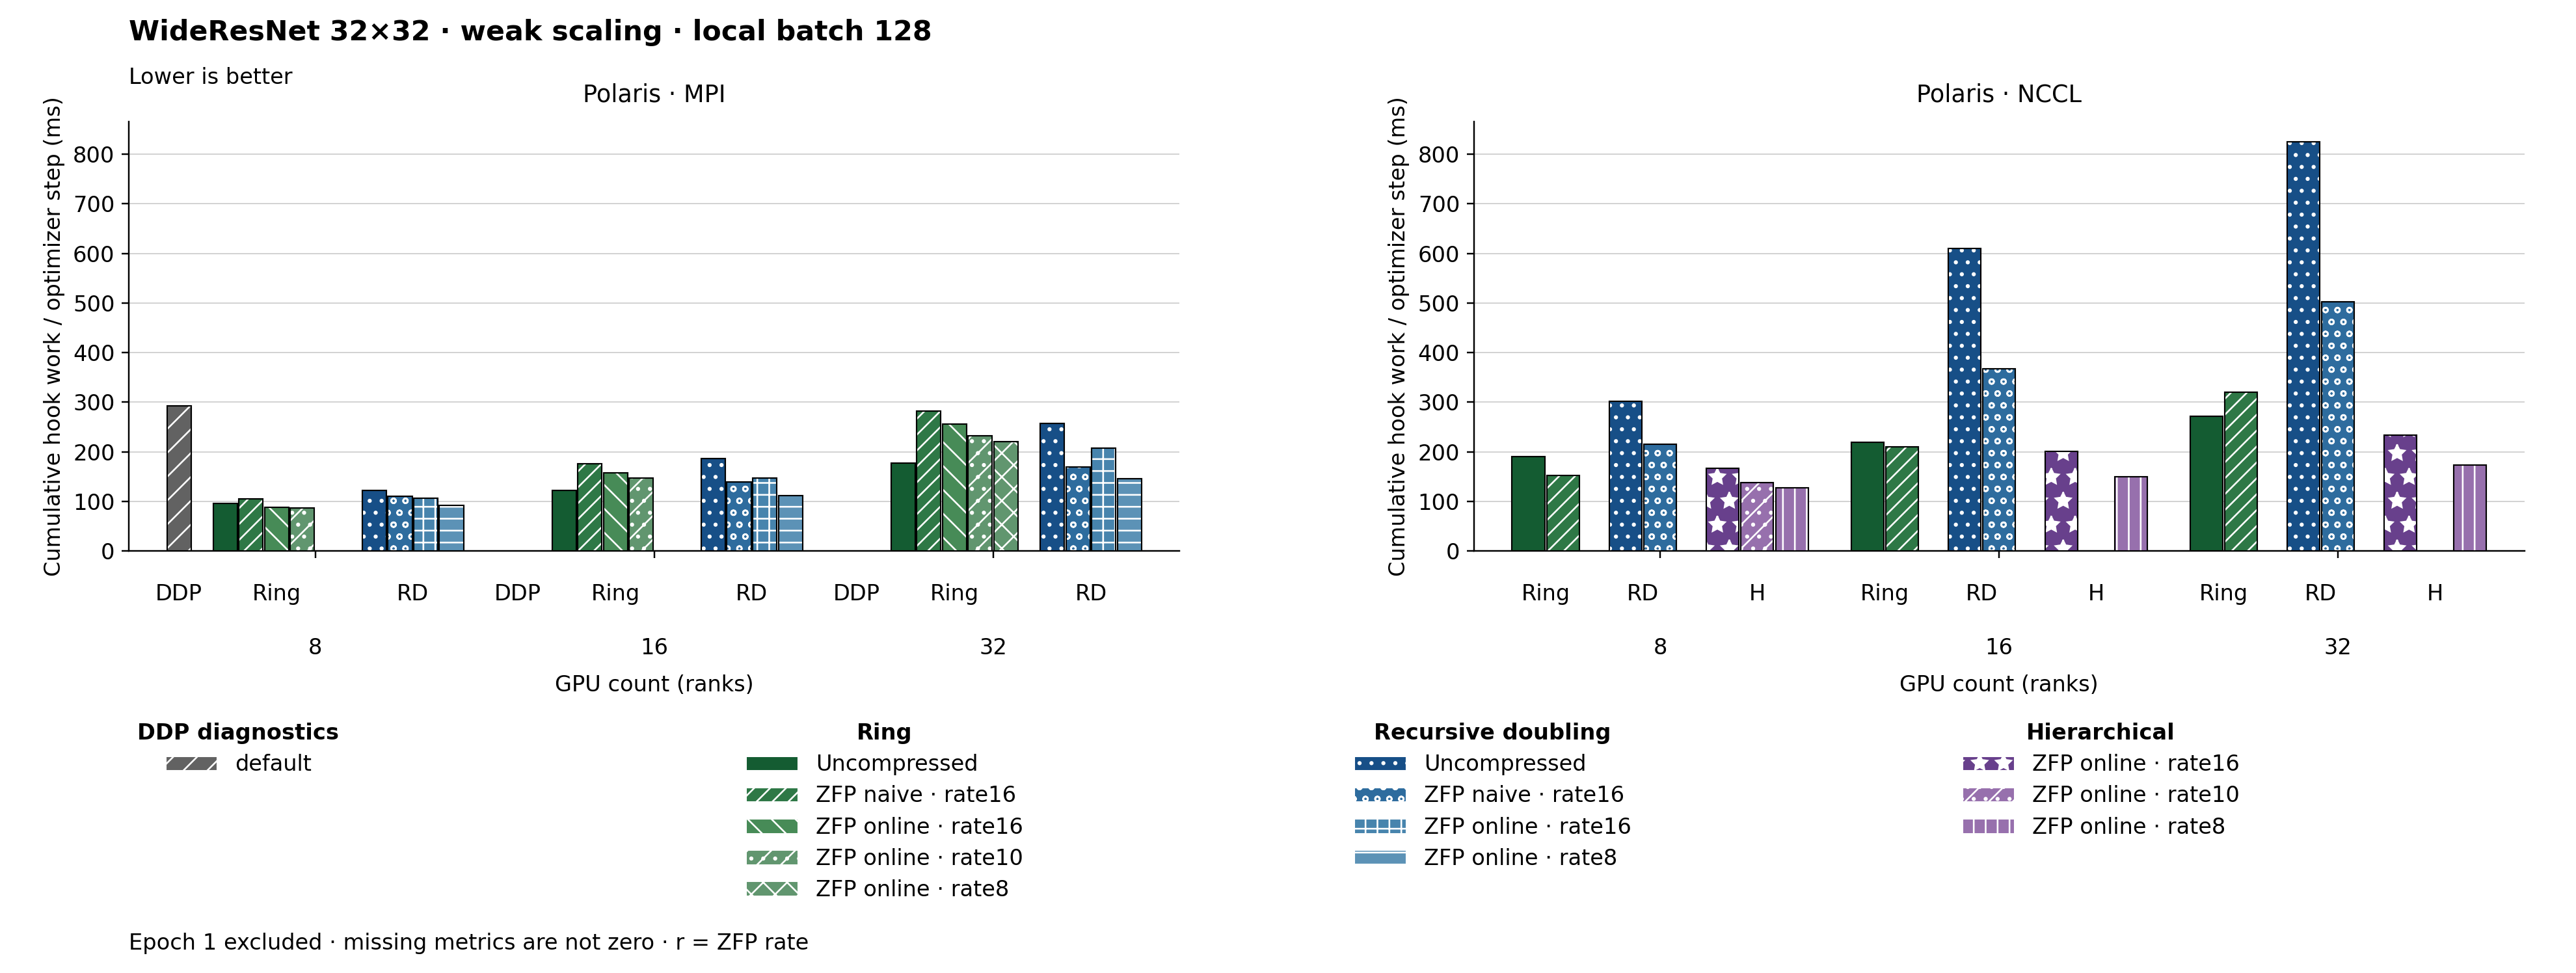 WideResNet 32×32 · weak scaling · local batch 128
Lower is better
Polaris · MPI
Cumulative hook work / optimizer step (ms)
800
700
600
500
400
300
200
100
0
DDP Ring RD DDP Ring RD DDP Ring RD
8 16 32
GPU count (ranks)
Polaris · NCCL
Cumulative hook work / optimizer step (ms)
800
700
600
500
400
300
200
100
0
Ring RD H Ring RD H Ring RD H
8 16 32
GPU count (ranks)
DDP diagnostics
default
Ring
Uncompressed
ZFP naive · rate16
ZFP online · rate16
ZFP online · rate10
ZFP online · rate8
Recursive doubling
Uncompressed
ZFP naive · rate16
ZFP online · rate16
ZFP online · rate8
Hierarchical
ZFP online · rate16
ZFP online · rate10
ZFP online · rate8
Epoch 1 excluded · missing metrics are not zero · r = ZFP rate